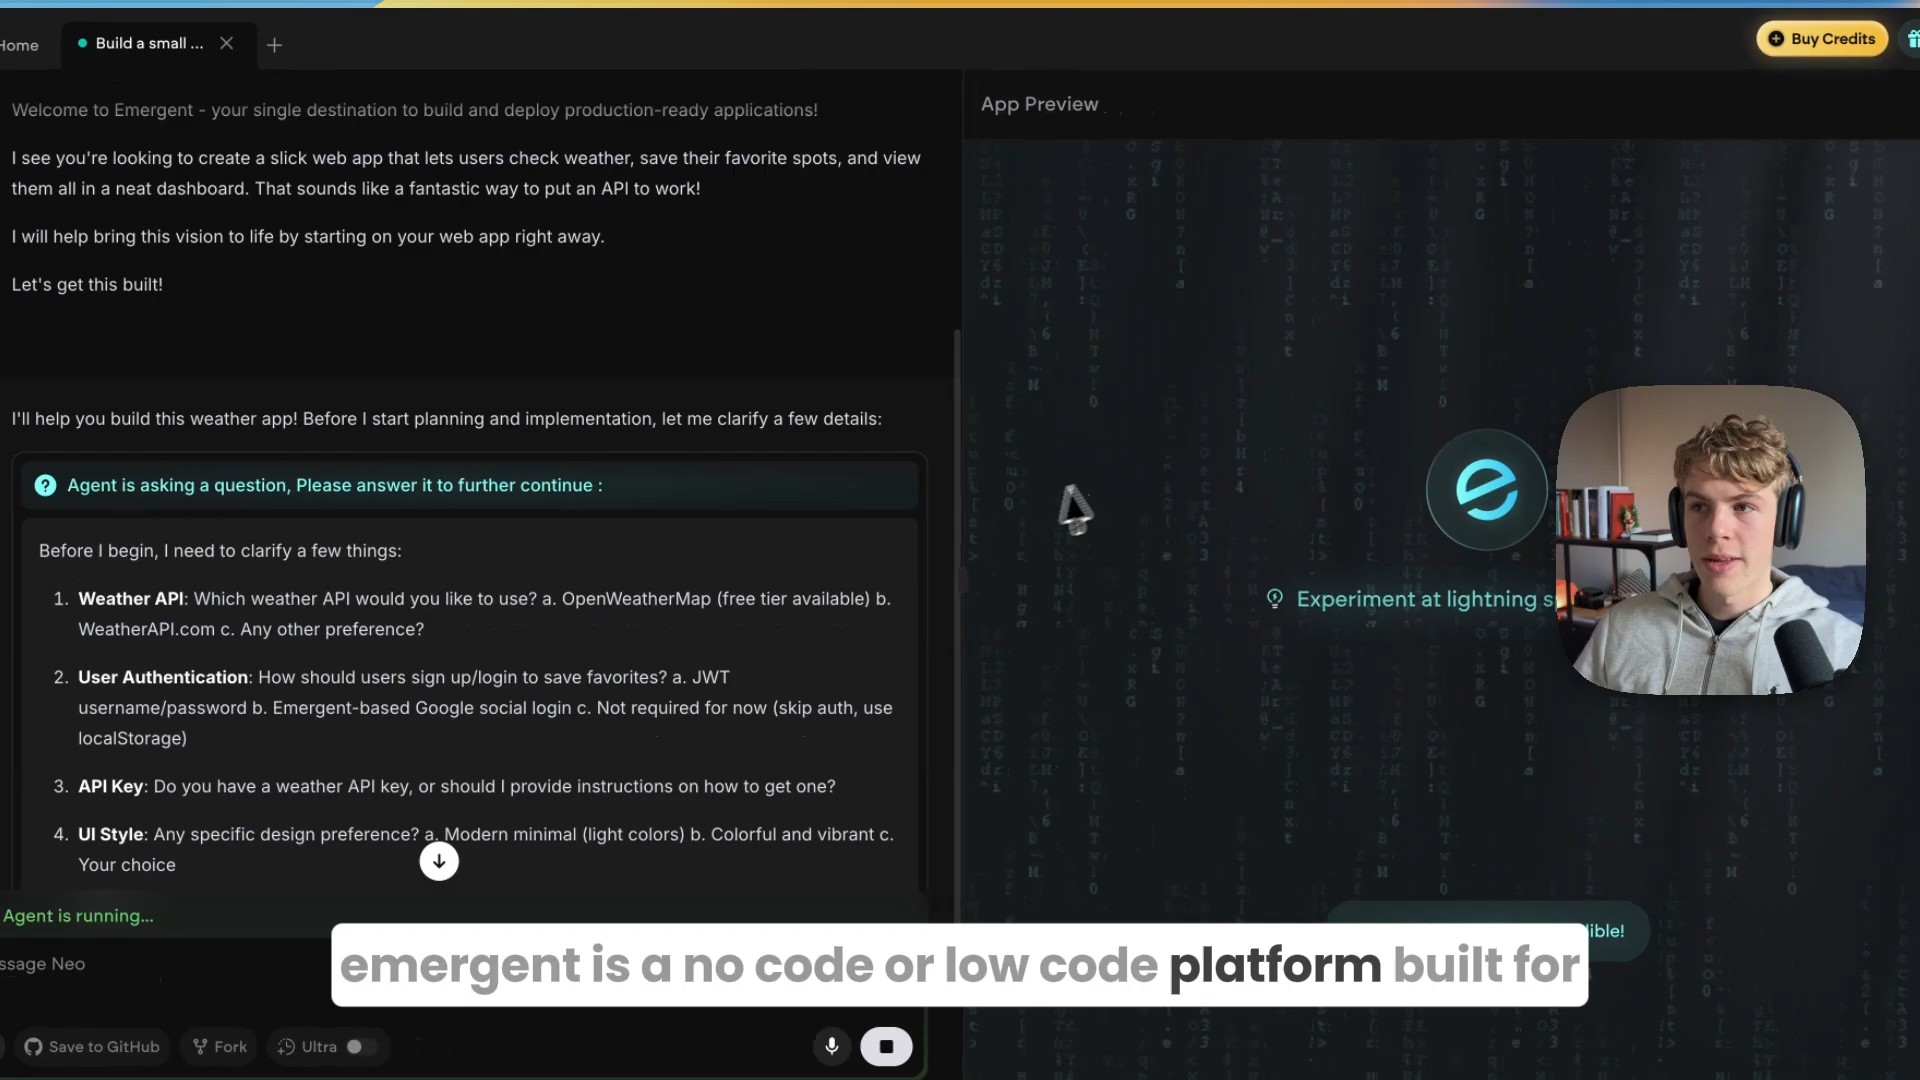 Home
Build a small ...
Buy Credits
Welcome to Emergent - your single destination to build and deploy production-ready applications!
I see you're looking to create a slick web app that lets users check weather, save their favorite spots, and view
them all in a neat dashboard. That sounds like a fantastic way to put an API to work!
I will help bring this vision to life by starting on your web app right away.
Let's get this built!
I'll help you build this weather app! Before I start planning and implementation, let me clarify a few details:
Agent is asking a question, Please answer it to further continue :
Before I begin, I need to clarify a few things:
1. Weather API: Which weather API would you like to use? a. OpenWeatherMap (free tier available) b.
WeatherAPI.com c. Any other preference?
2. User Authentication: How should users sign up/login to save favorites? a. JWT
username/password b. Emergent-based Google social login c. Not required for now (skip auth, use
localStorage)
3. API Key: Do you have a weather API key, or should I provide instructions on how to get one?
4. UI Style: Any specific design preference? a. Modern minimal (light colors) b. Colorful and vibrant c.
Your choice
Agent is running...
ssage Neo
Save to GitHub
Fork
Ultra
App Preview
Experiment at lightning s
ible!
emergent is a no code or low code platform built for